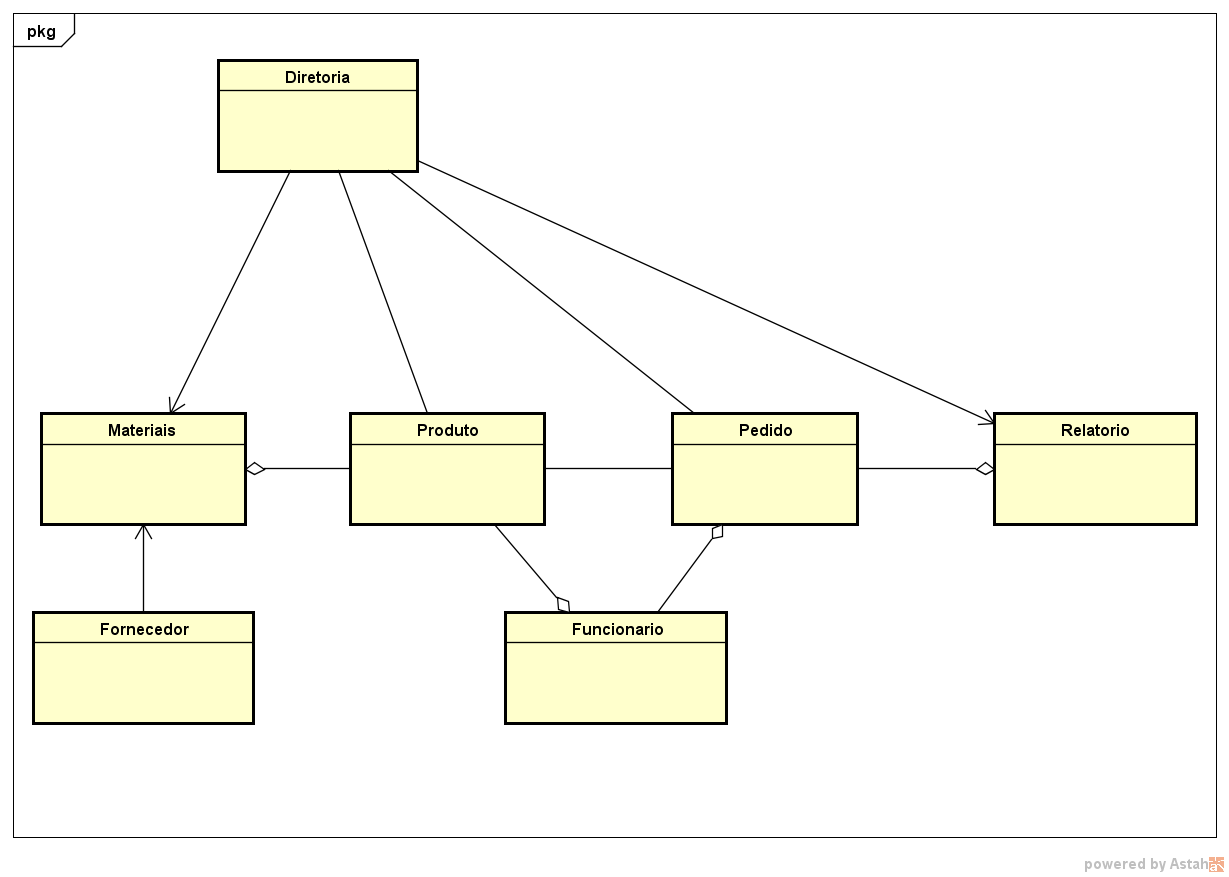 pkg
Diretoria
Materiais
Produto
Pedido
Relatorio
Fornecedor
Funcionario
powered by Astah